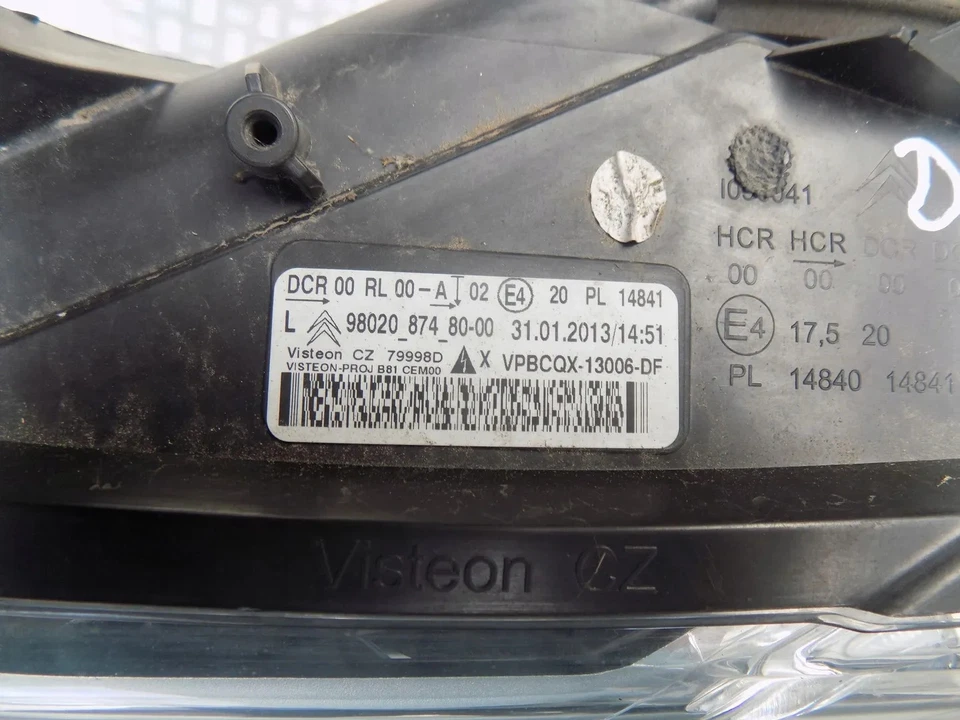 DCR 00 RL 00-A 02 E4 20 PL 14841
L 98020_874_80-00 31.01.2013/14:51
Visteon CZ 79998D X VPBCQX-13006-DF
VISTEON-PROJ B81 CEM00
HCR HCR DCR
00 00 00
E4 17,5 20
PL 14840 14841
D
Visteon CZ